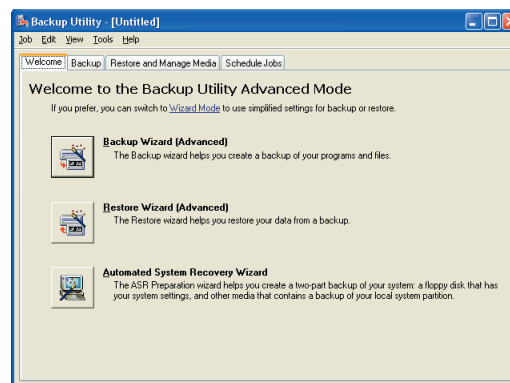 Backup Utility - [Untitled]
Job Edit View Tools Help
Welcome Backup Restore and Manage Media Schedule Jobs
Welcome to the Backup Utility Advanced Mode
If you prefer, you can switch to Wizard Mode to use simplified settings for backup or restore.
Backup Wizard (Advanced)
The Backup wizard helps you create a backup of your programs and files.
Restore Wizard (Advanced)
The Restore wizard helps you restore your data from a backup.
Automated System Recovery Wizard
The ASR Preparation wizard helps you create a two-part backup of your system: a floppy disk that has
your system settings, and other media that contains a backup of your local system partition.